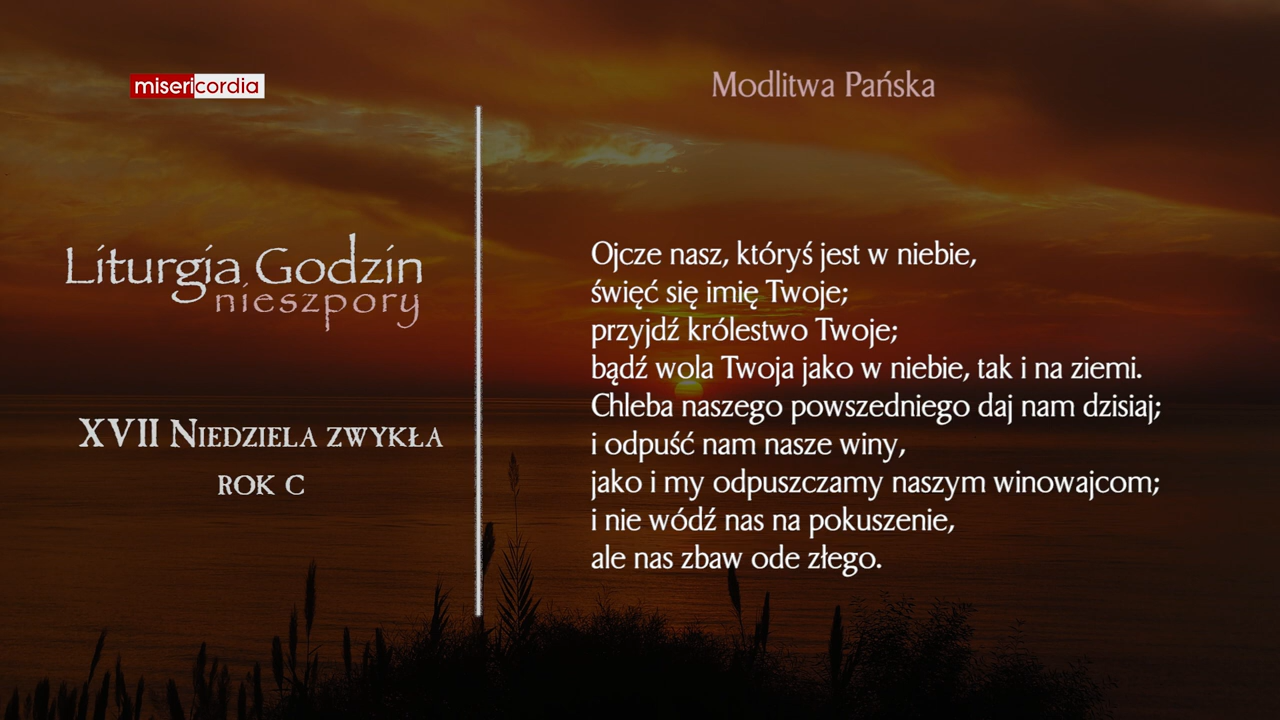 misericordia
Liturgia Godzin
nieszpory
XVII Niedziela zwykła
rok C
Modlitwa Pańska
Ojcze nasz, któryś jest w niebie,
święć się imię Twoje;
przyjdź królestwo Twoje;
bądź wola Twoja jako w niebie, tak i na ziemi.
Chleba naszego powszedniego daj nam dzisiaj;
i odpuść nam nasze winy,
jako i my odpuszczamy naszym winowajcom;
i nie wódź nas na pokuszenie,
ale nas zbaw ode złego.